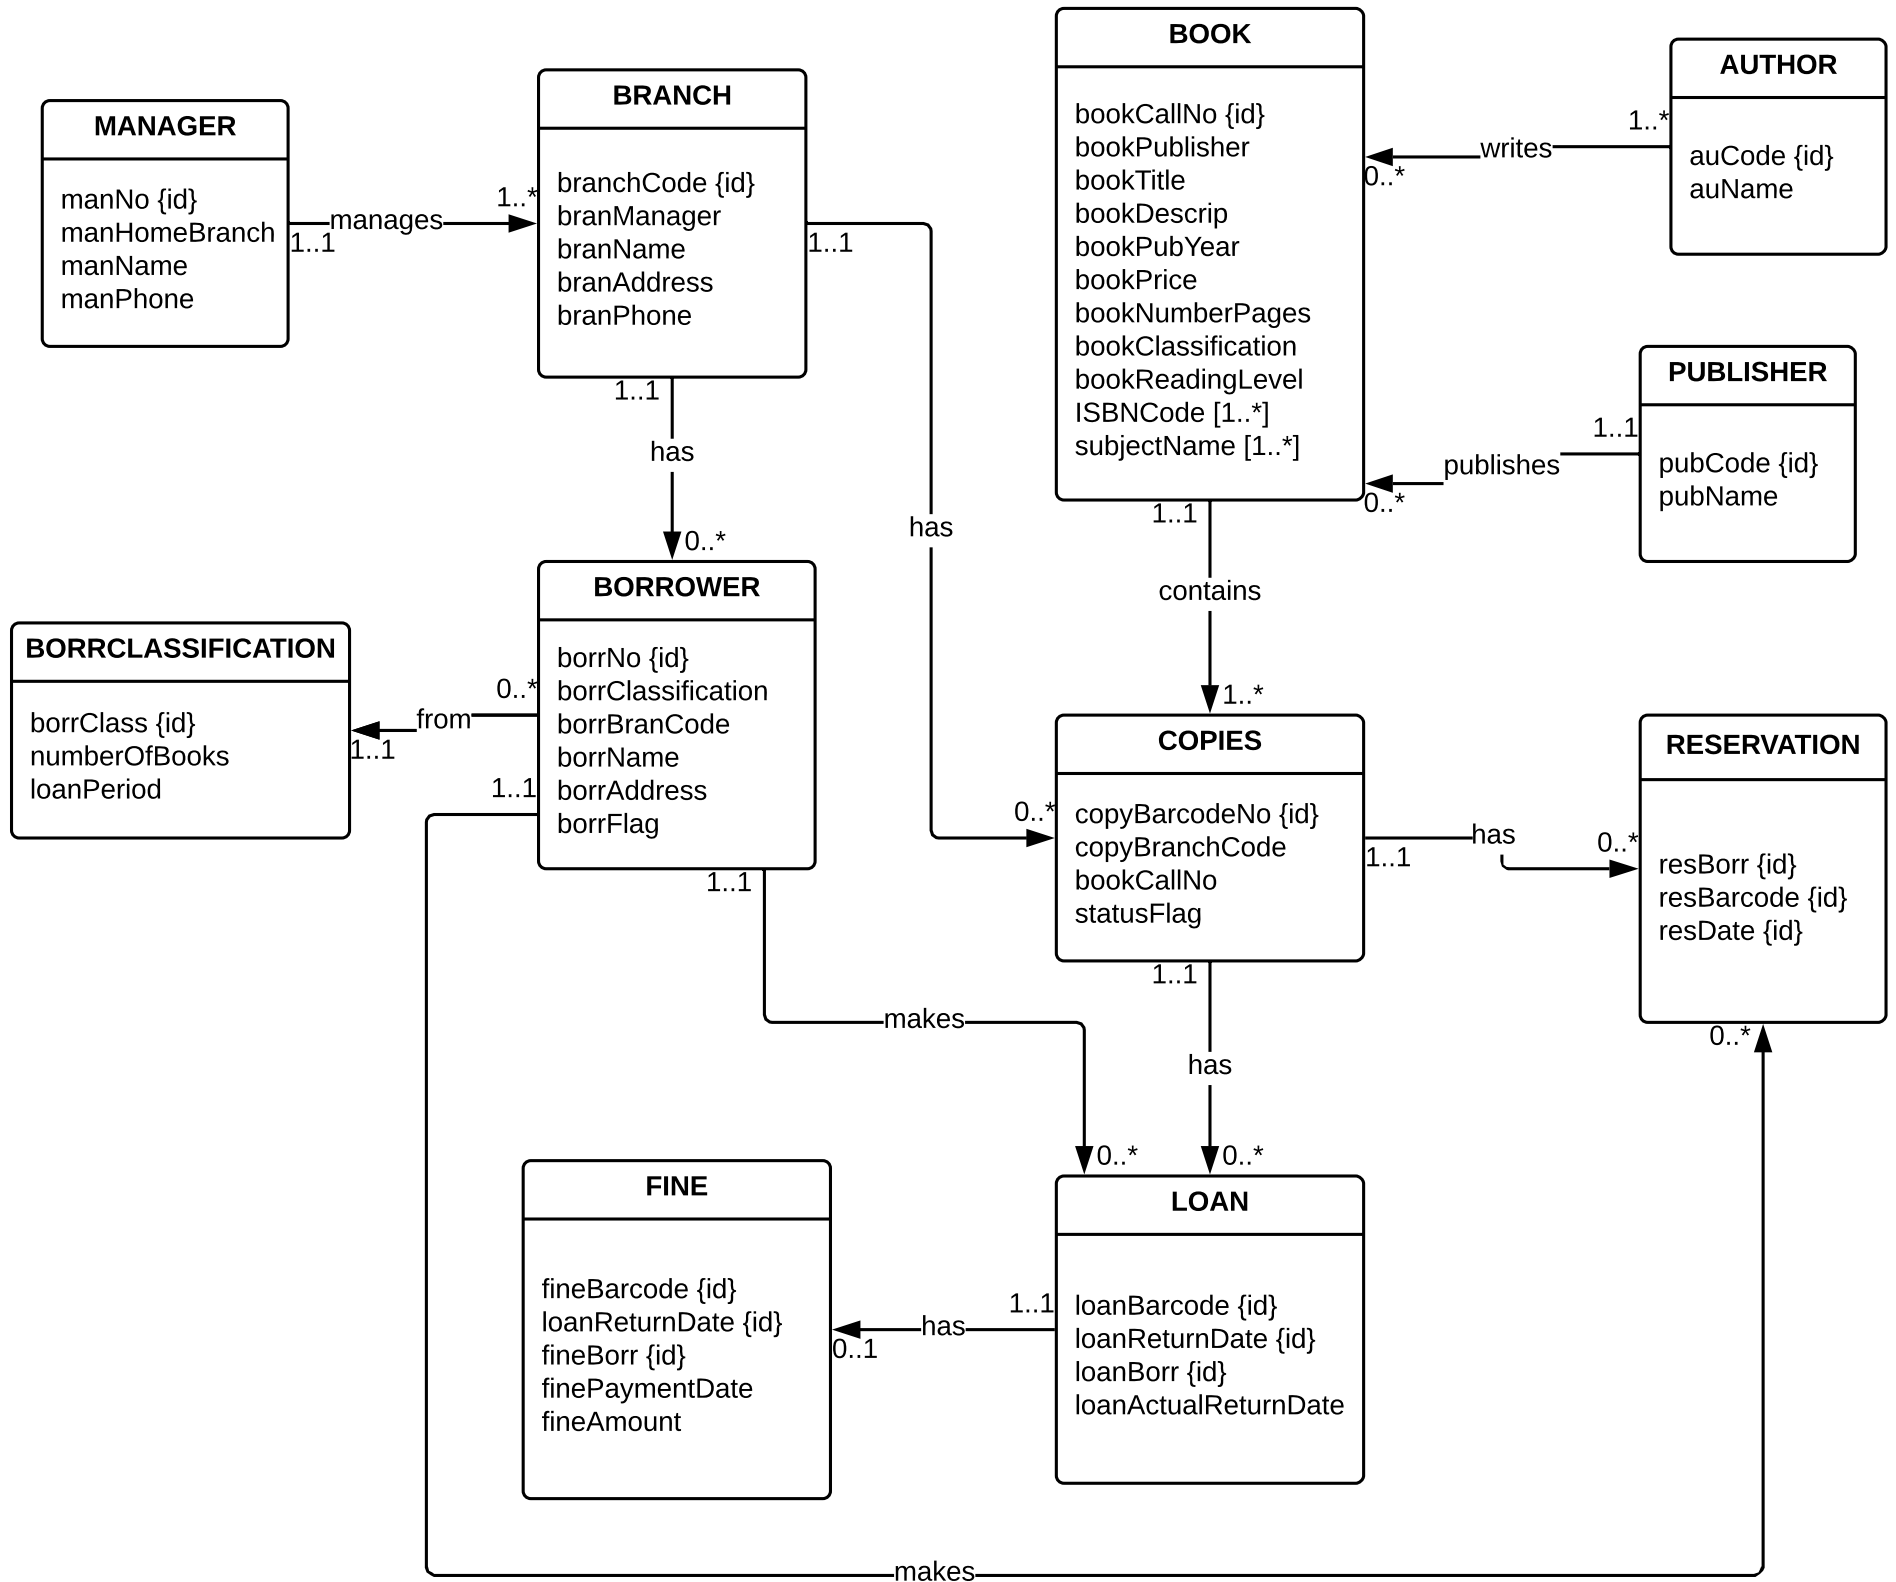 MANAGER
manNo {id}
manHomeBranch
manName
manPhone
1..1
manages
1..*
BRANCH
branchCode {id}
branManager
branName
branAddress
branPhone
1..1
has
0..*
1..1
has
0..*
BOOK
bookCallNo {id}
bookPublisher
bookTitle
bookDescrip
bookPubYear
bookPrice
bookNumberPages
bookClassification
bookReadingLevel
ISBNCode [1..*]
subjectName [1..*]
0..*
writes
1..*
AUTHOR
auCode {id}
auName
0..*
publishes
1..1
PUBLISHER
pubCode {id}
pubName
1..1
contains
1..*
BORRCLASSIFICATION
borrClass {id}
numberOfBooks
loanPeriod
1..1
from
0..*
BORROWER
borrNo {id}
borrClassification
borrBranCode
borrName
borrAddress
borrFlag
1..1
1..1
makes
0..*
COPIES
copyBarcodeNo {id}
copyBranchCode
bookCallNo
statusFlag
1..1
has
0..*
RESERVATION
resBorr {id}
resBarcode {id}
resDate {id}
0..*
1..1
has
0..*
FINE
fineBarcode {id}
loanReturnDate {id}
fineBorr {id}
finePaymentDate
fineAmount
0..1
has
1..1
LOAN
loanBarcode {id}
loanReturnDate {id}
loanBorr {id}
loanActualReturnDate
makes